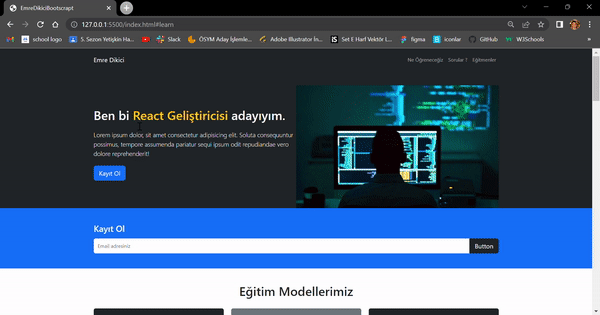 EmreDikiciBootscrapt
127.0.0.1:5500/index.html#learn
school logo
5. Sezon Yetişkin Ha...
Slack
ÖSYM Aday İşlemle...
Adobe Illustrator İn...
Set E Harf Vektör L...
figma
iconlar
GitHub
W3Schools
Emre Dikici
Ne Öğreneceğiz
Sorular ?
Eğitmenler
Ben bi React Geliştiricisi adayıyım.
Lorem ipsum dolor, sit amet consectetur adipisicing elit. Soluta consequuntur
possimus, tempore assumenda pariatur sequi ipsum odit repudiandae vero
dolore reprehenderit!
Kayıt Ol
Kayıt Ol
Email adresiniz
Button
Eğitim Modellerimiz